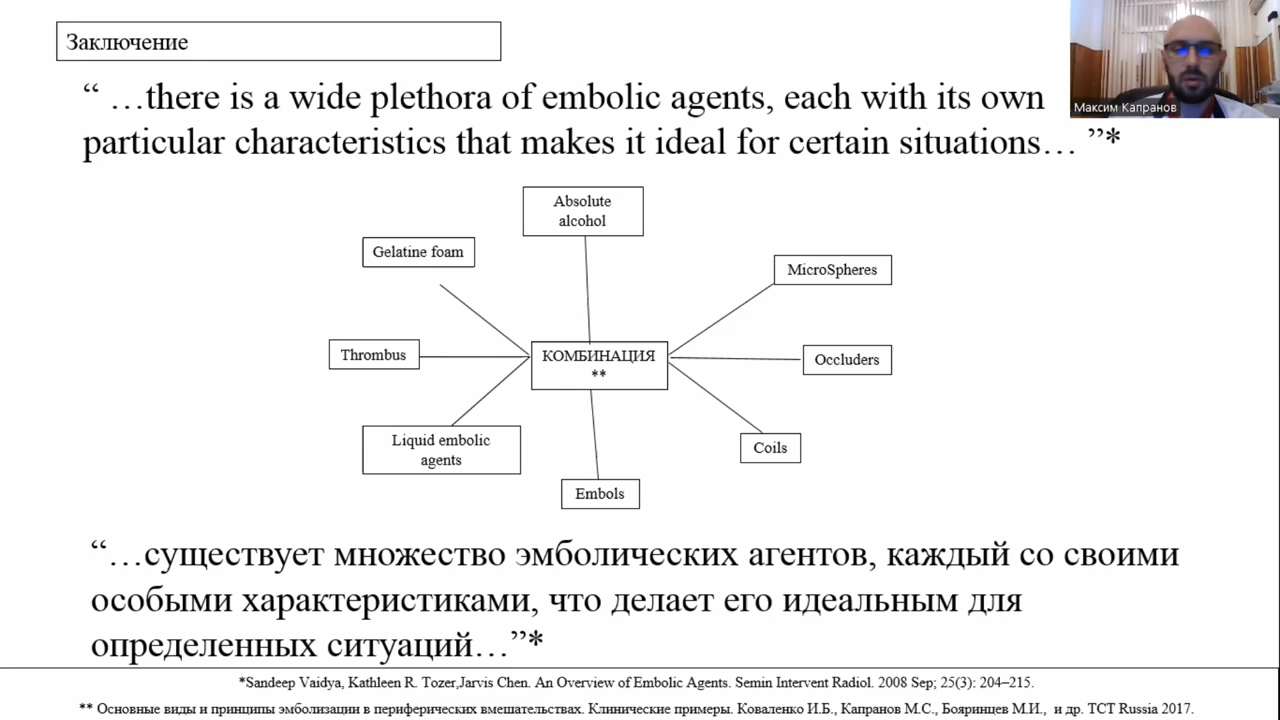 Заключение
“ …there is a wide plethora of embolic agents, each with its own
particular characteristics that makes it ideal for certain situations… ”*
Максим Капранов
Absolute
alcohol
Gelatine foam
MicroSpheres
Thrombus
КОМБИНАЦИЯ
**
Occluders
Liquid embolic
agents
Coils
Embols
“…существует множество эмболических агентов, каждый со своими
особыми характеристиками, что делает его идеальным для
определенных ситуаций…”*
*Sandeep Vaidya, Kathleen R. Tozer,Jarvis Chen. An Overview of Embolic Agents. Semin Intervent Radiol. 2008 Sep; 25(3): 204–215.
** Основные виды и принципы эмболизации в периферических вмешательствах. Клинические примеры. Коваленко И.Б., Капранов М.С., Бояринцев М.И., и др. TCT Russia 2017.